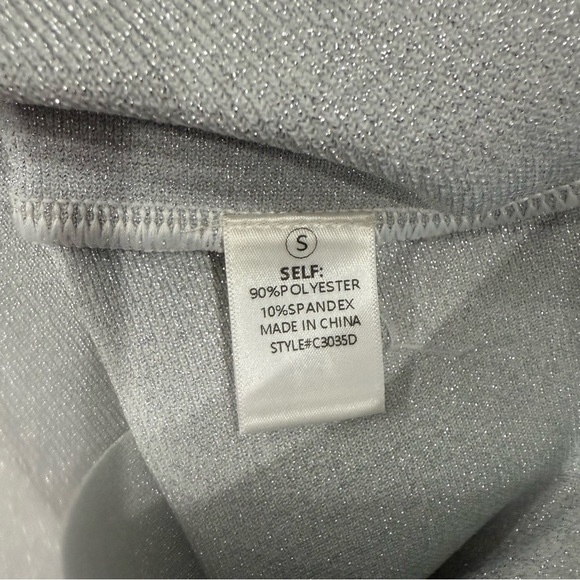 S
SELF:
90%POLYESTER
10%SPANDEX
MADE IN CHINA
STYLE#C3035D